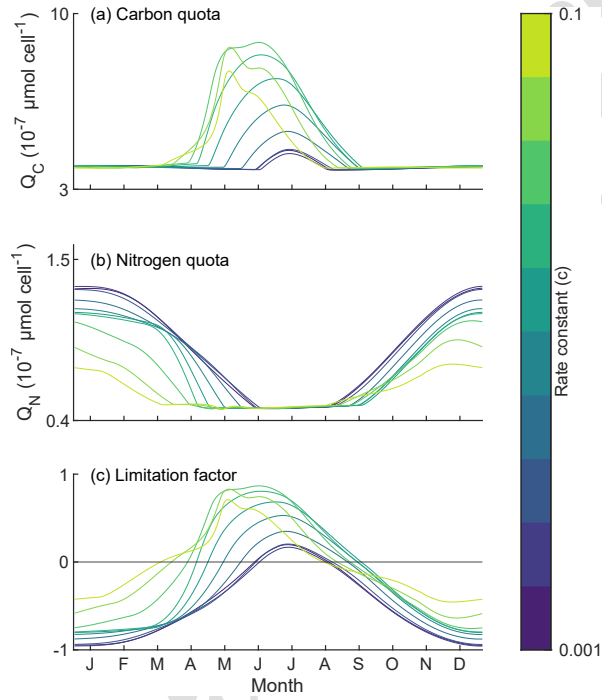 (a) Carbon quota
10
3
Q_C (10⁻⁷ µmol cell⁻¹)
(b) Nitrogen quota
1.5
0.4
Q_N (10⁻⁷ µmol cell⁻¹)
(c) Limitation factor
1
0
-1
J F M A M J J A S O N D
Month
0.1
Rate constant (c)
0.001